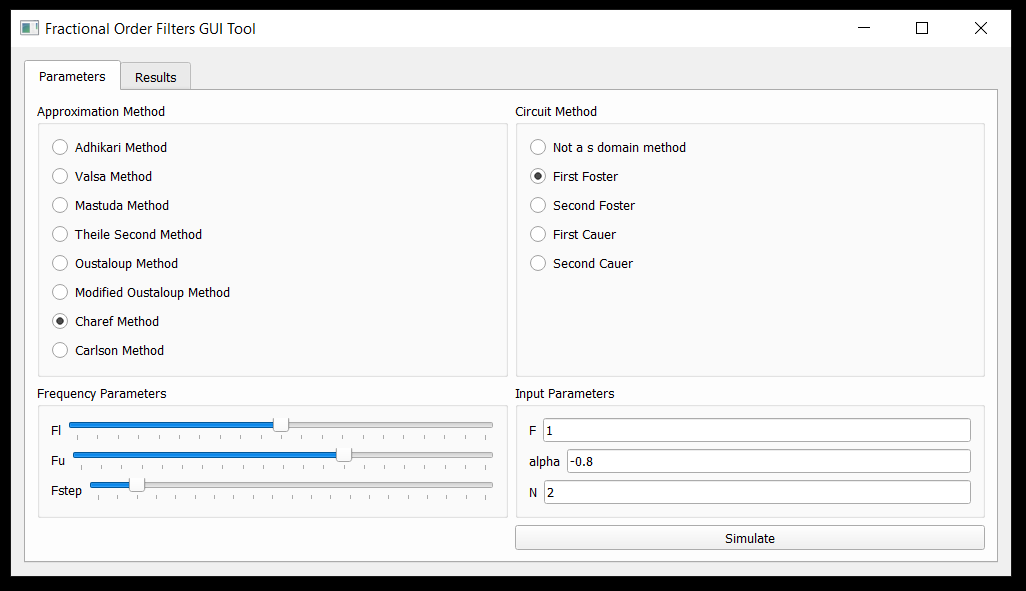 Fractional Order Filters GUI Tool
Parameters
Results
Approximation Method
Adhikari Method
Valsa Method
Mastuda Method
Theile Second Method
Oustaloup Method
Modified Oustaloup Method
Charef Method
Carlson Method
Circuit Method
Not a s domain method
First Foster
Second Foster
First Cauer
Second Cauer
Frequency Parameters
Fl
Fu
Fstep
Input Parameters
F 1
alpha -0.8
N 2
Simulate